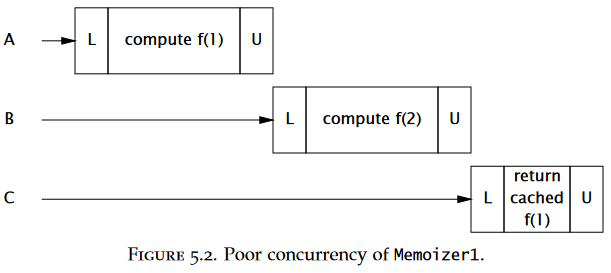 A L compute f(1) U
B L compute f(2) U
C L return cached f(1) U
FIGURE 5.2. Poor concurrency of Memoizer1.